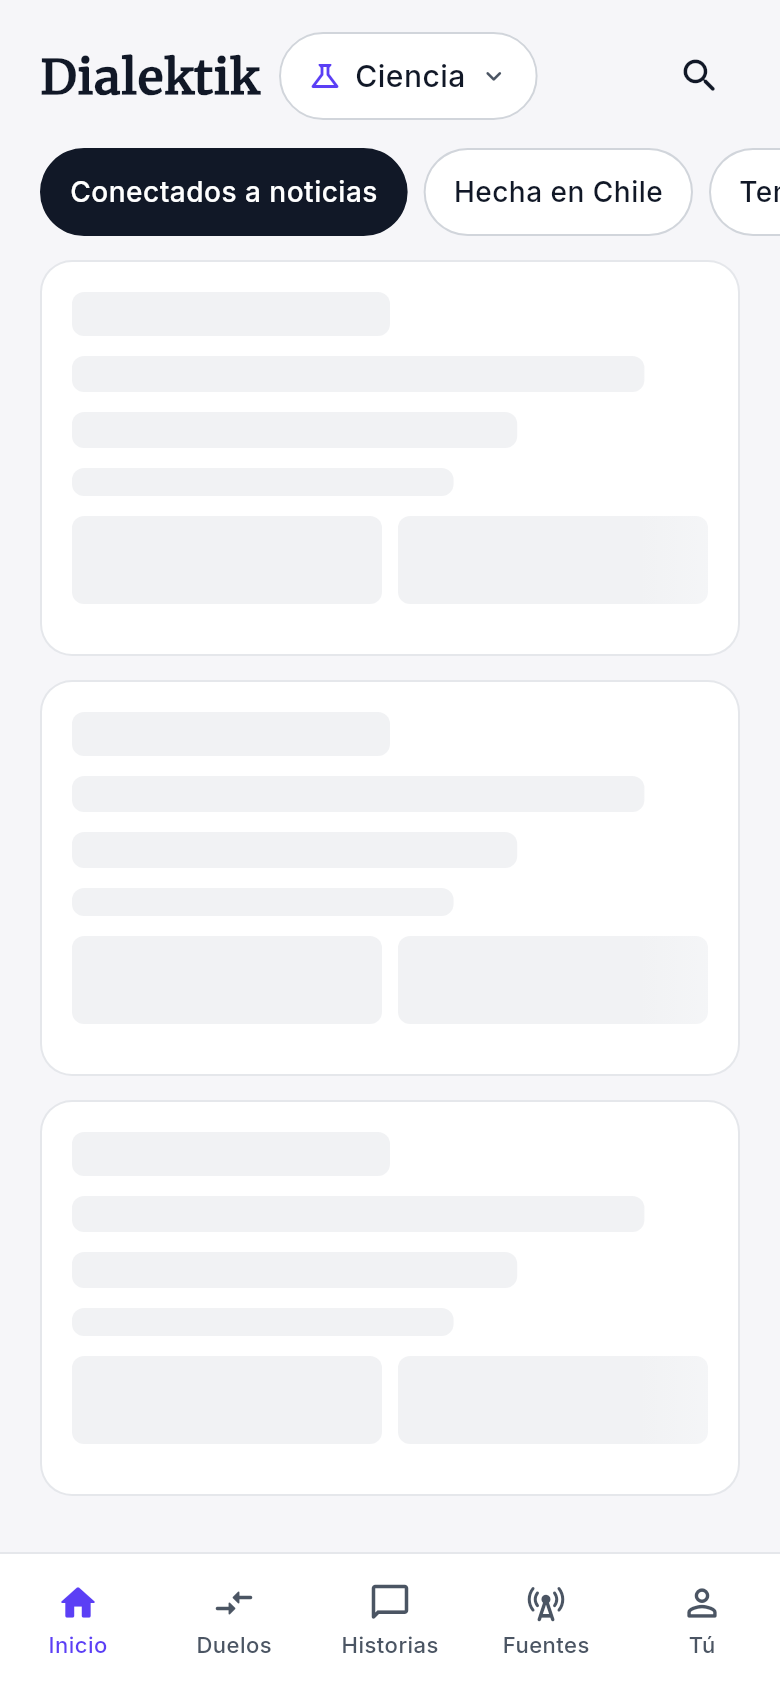 Dialektik
Ciencia
Conectados a noticias
Hecha en Chile
Inicio
Duelos
Historias
Fuentes
Tú